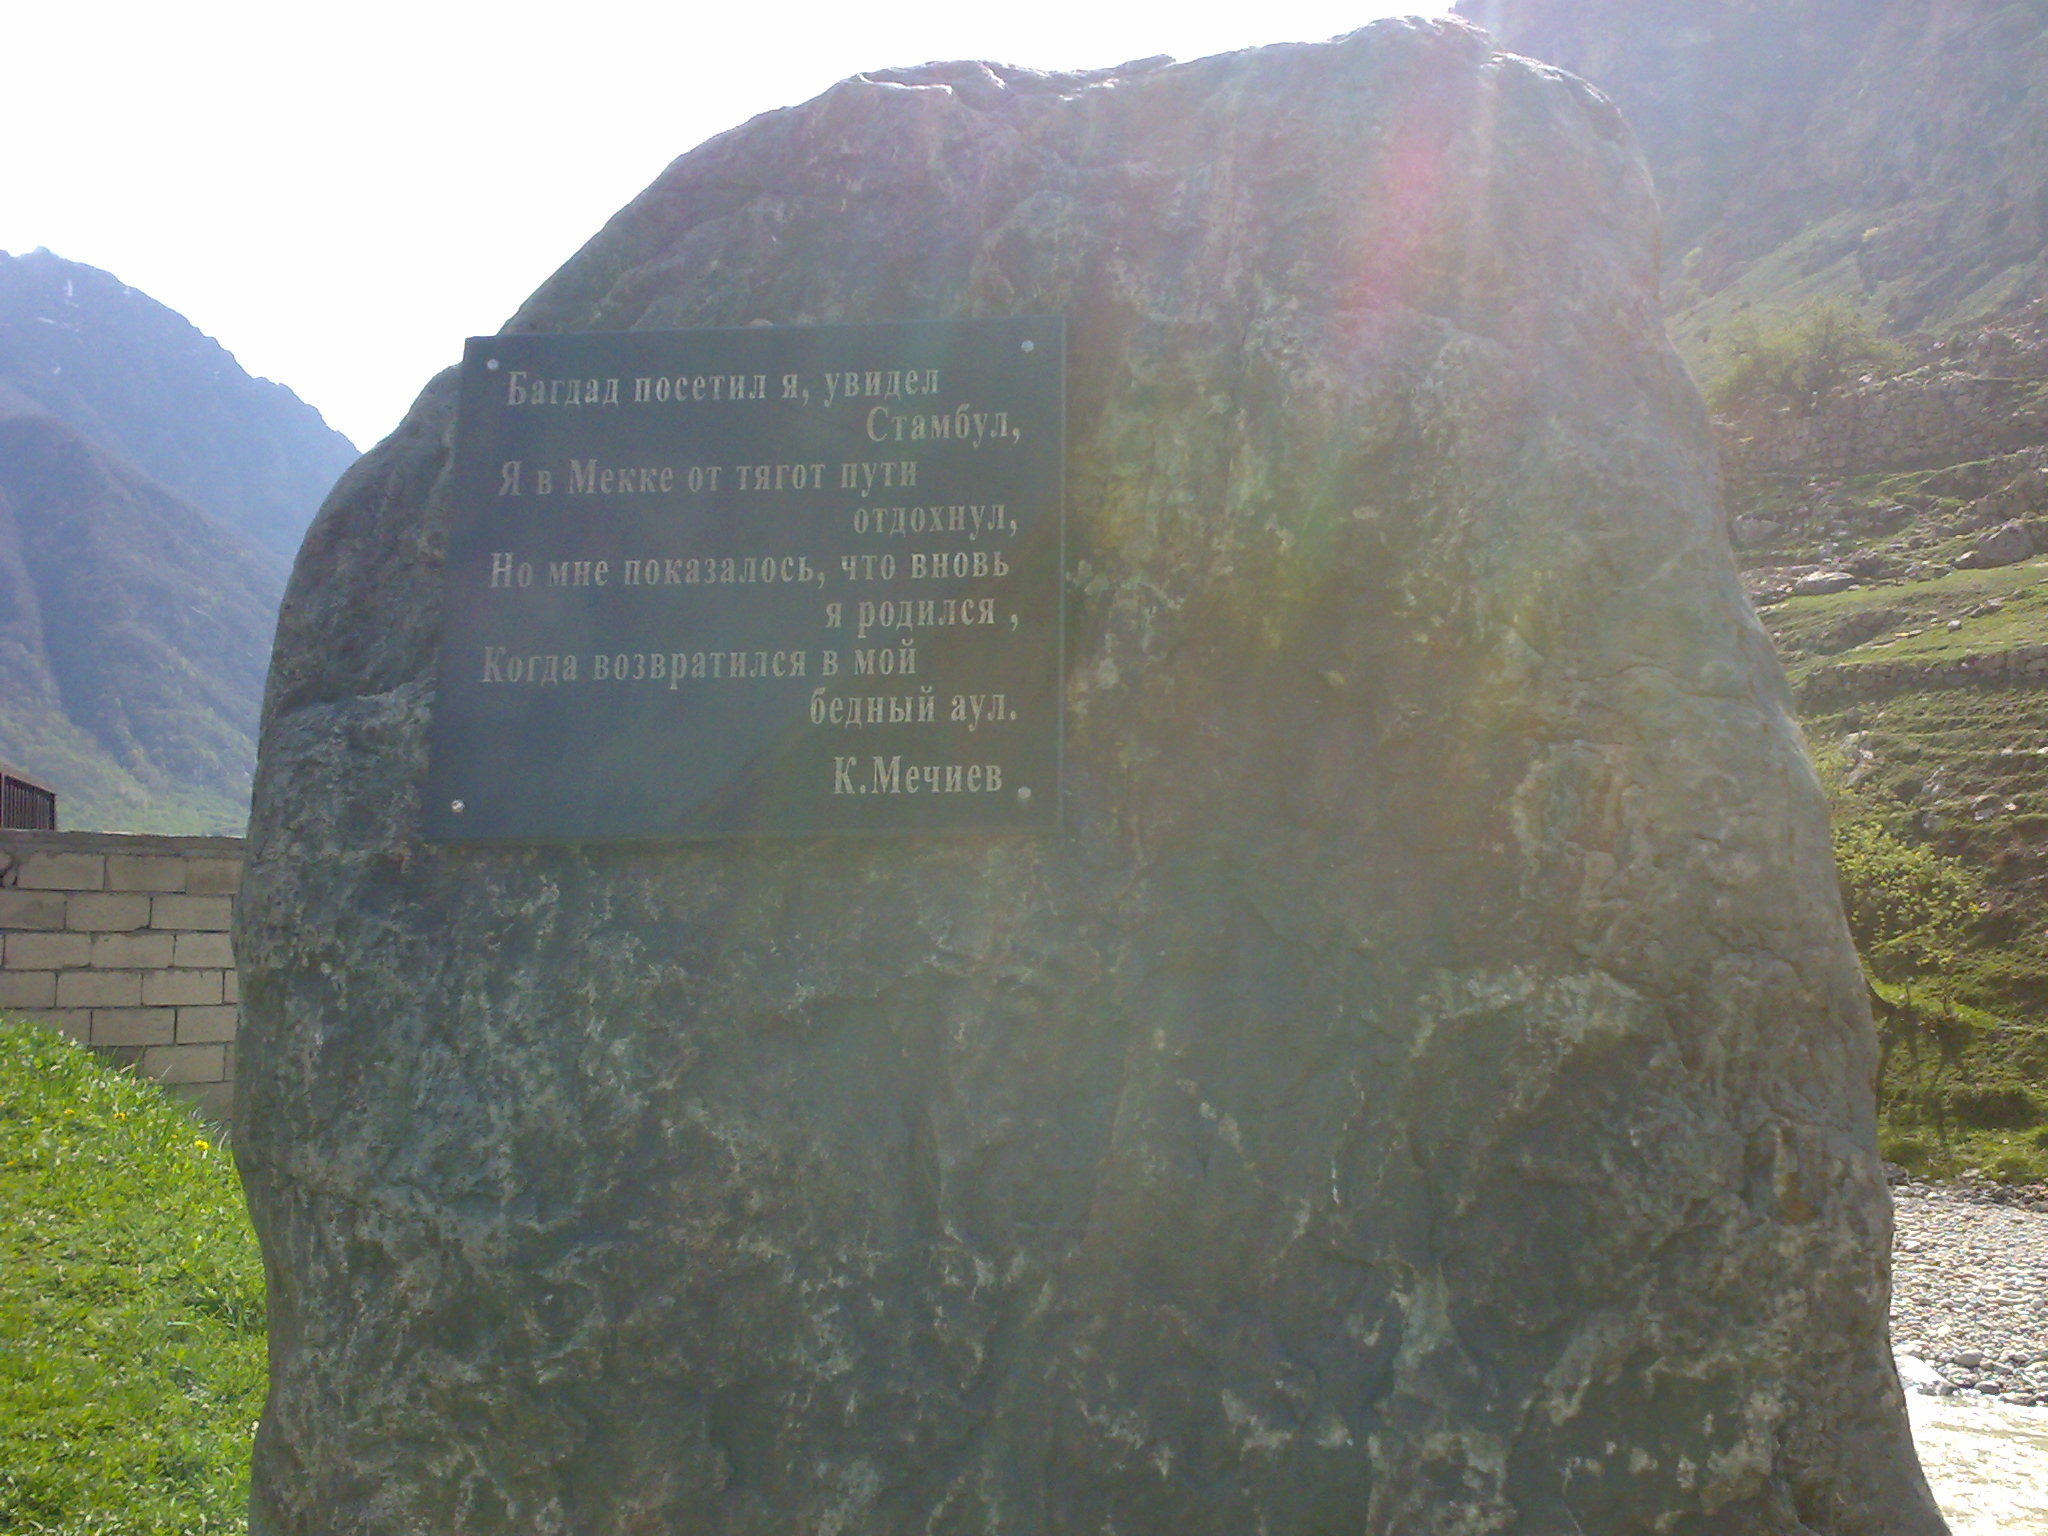 Багдад посетил я, увидел
Стамбул,
Я в Мекке от тягот пути
отдохнул,
Но мне показалось, что вновь
я родился ,
Когда возвратился в мой
бедный аул.
К.Мечиев